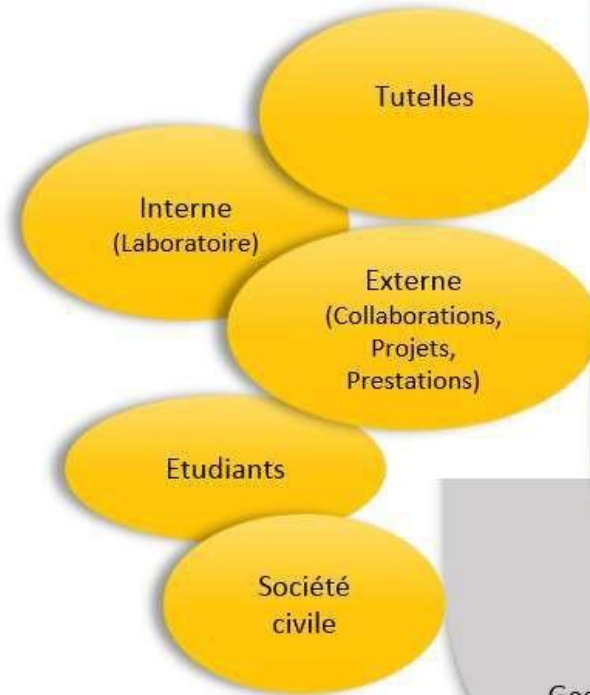 Tutelles
Interne
(Laboratoire)
Externe
(Collaborations,
Projets,
Prestations)
Etudiants
Société
civile